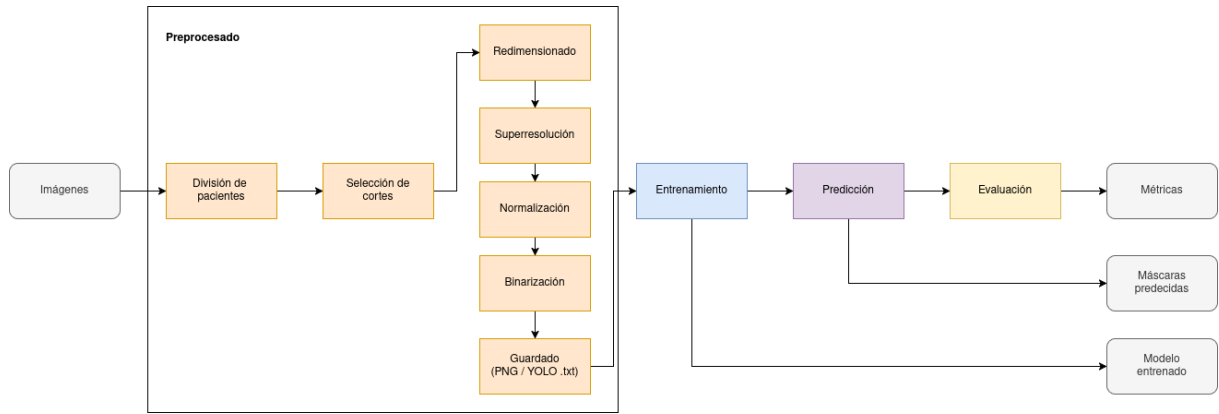 Preprocesado
Imágenes
División de
pacientes
Selección de
cortes
Redimensionado
Superresolución
Normalización
Binarización
Guardado
(PNG / YOLO .txt)
Entrenamiento
Predicción
Evaluación
Métricas
Máscaras
predecidas
Modelo
entrenado